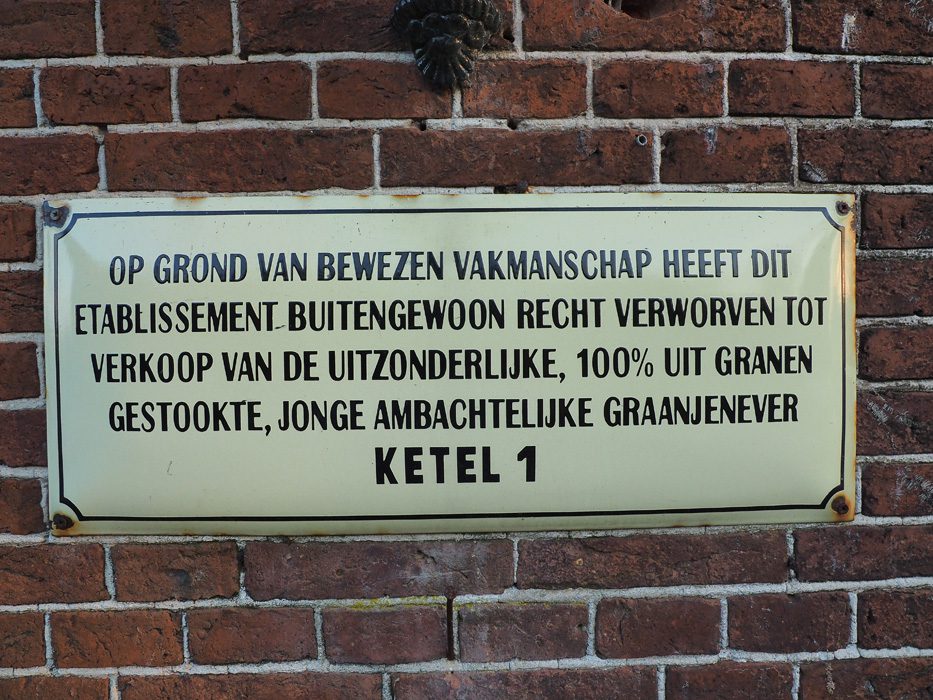 OP GROND VAN BEWEZEN VAKMANSCHAP HEEFT DIT
ETABLISSEMENT BUITENGEWOON RECHT VERWORVEN TOT
VERKOOP VAN DE UITZONDERLIJKE, 100% UIT GRANEN
GESTOOKTE, JONGE AMBACHTELIJKE GRAANJENEVER
KETEL 1